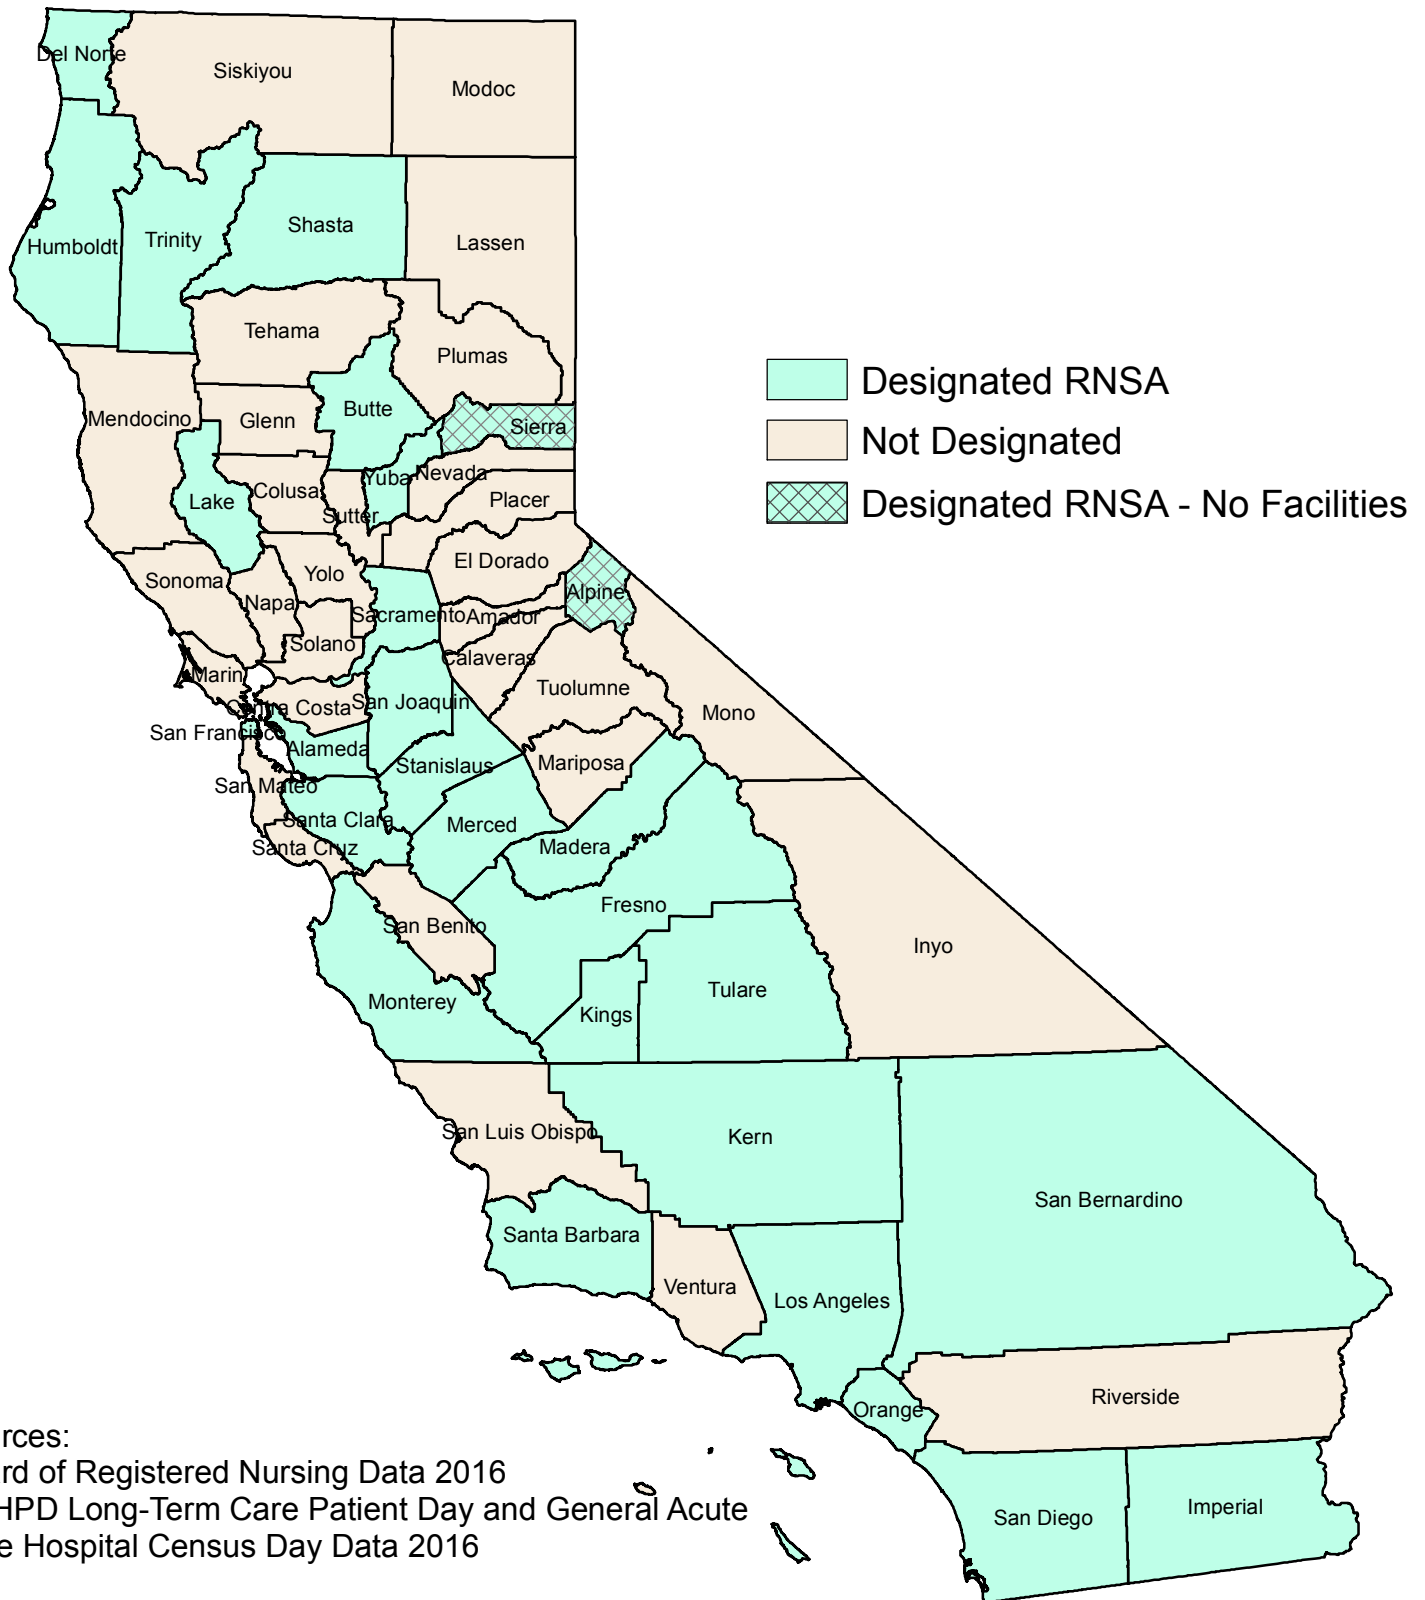 Del Norte
Siskiyou
Modoc
Humboldt
Trinity
Shasta
Lassen
Tehama
Plumas
Mendocino
Glenn
Butte
Sierra
Lake
Colusa
Sutter
Yuba
Nevada
Placer
Sonoma
Napa
Yolo
El Dorado
Alpine
Sacramento
Amador
Solano
Marin
Calaveras
Contra Costa
San Joaquin
Tuolumne
Mono
San Francisco
Alameda
Stanislaus
Mariposa
San Mateo
Santa Clara
Merced
Santa Cruz
Madera
Fresno
San Benito
Inyo
Monterey
Kings
Tulare
San Luis Obispo
Kern
San Bernardino
Santa Barbara
Ventura
Los Angeles
Riverside
Orange
San Diego
Imperial
Designated RNSA
Not Designated
Designated RNSA - No Facilities
rces:
rd of Registered Nursing Data 2016
HPD Long-Term Care Patient Day and General Acute
e Hospital Census Day Data 2016